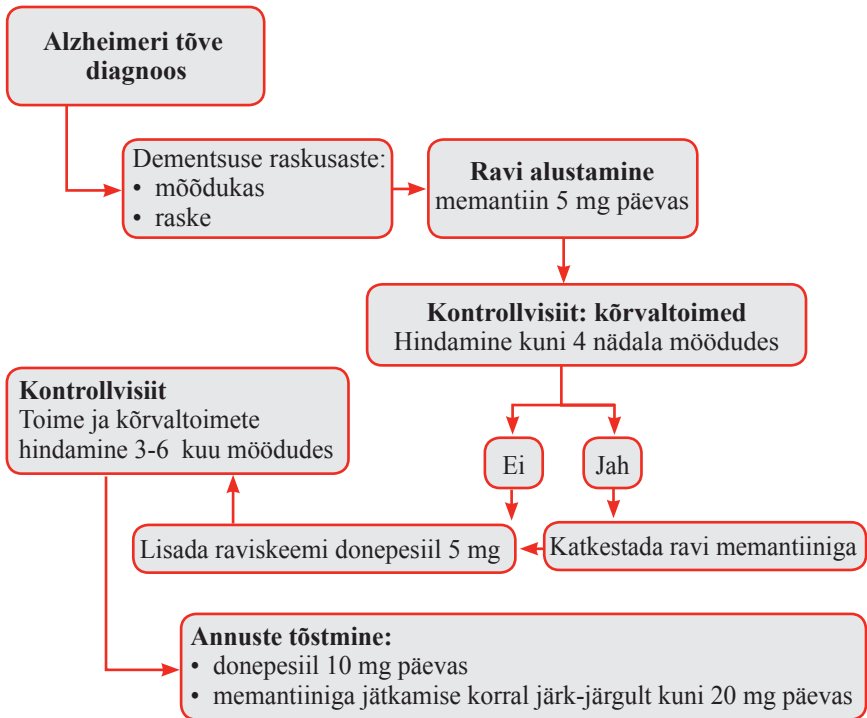 Alzheimeri tõve
diagnoos
Dementsuse raskusaste:
• mõõdukas
• raske
Ravi alustamine
memantiin 5 mg päevas
Kontrollvisiit: kõrvaltoimed
Hindamine kuni 4 nädala möödudes
Kontrollvisiit
Toime ja kõrvaltoimete
hindamine 3-6 kuu möödudes
Ei
Jah
Lisada raviskeemi donepesiil 5 mg
Katkestada ravi memantiiniga
Annuste tõstmine:
• donepesiil 10 mg päevas
• memantiiniga jätkamise korral järk-järgult kuni 20 mg päevas